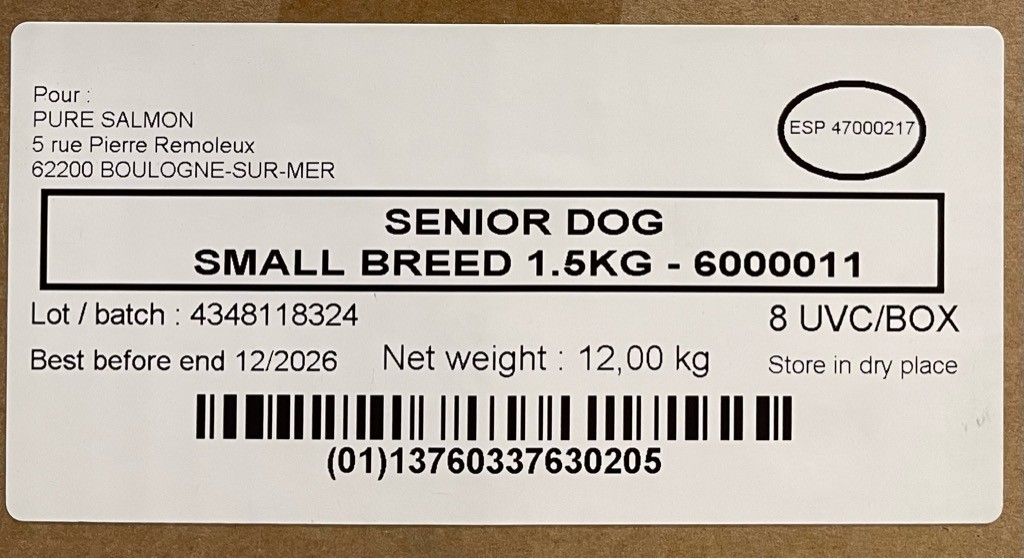 Pour :
PURE SALMON
5 rue Pierre Remoleux
62200 BOULOGNE-SUR-MER
ESP 47000217
SENIOR DOG
SMALL BREED 1.5KG - 6000011
Lot / batch : 4348118324
8 UVC/BOX
Best before end 12/2026
Net weight : 12,00 kg
Store in dry place
(01)13760337630205